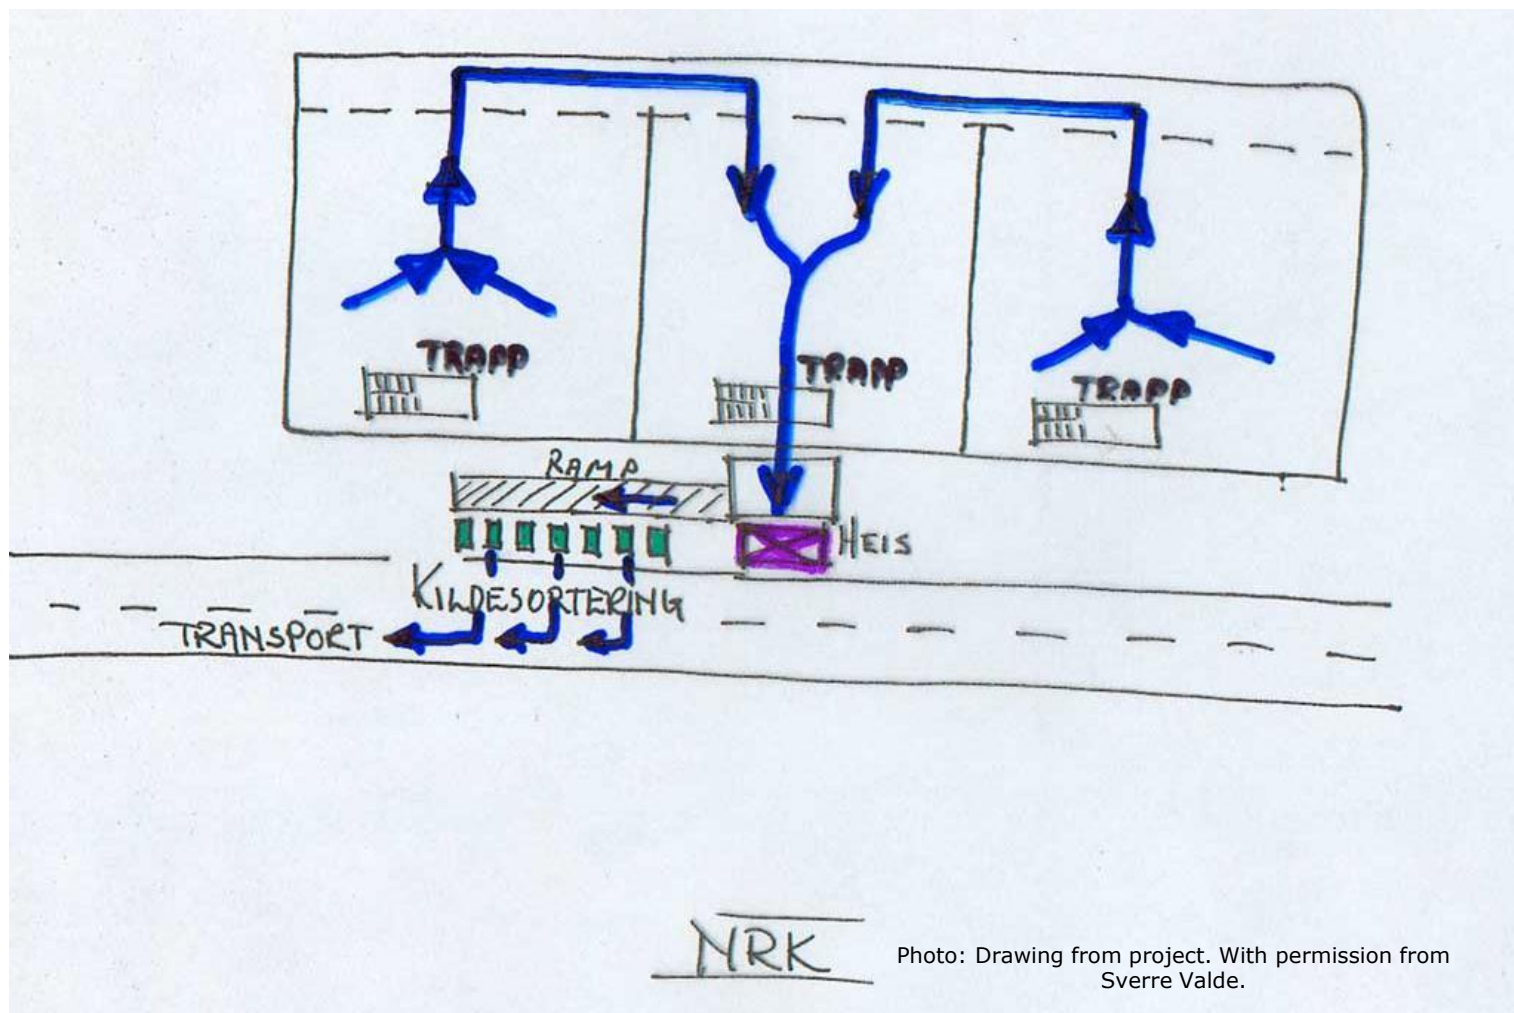 TRAPP
TRAPP
TRAPP
RAMP
HEIS
KILDESORTERING
TRANSPORT
NRK
Photo: Drawing from project. With permission from
Sverre Valde.